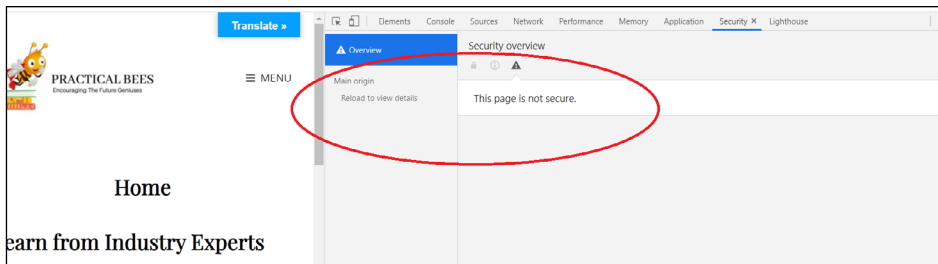 Translate »
PRACTICAL BEES
Encouraging The Future Geniuses
≡ MENU
Home
earn from Industry Experts
Elements Console Sources Network Performance Memory Application Security × Lighthouse
Overview
Main origin
Reload to view details
Security overview
This page is not secure.